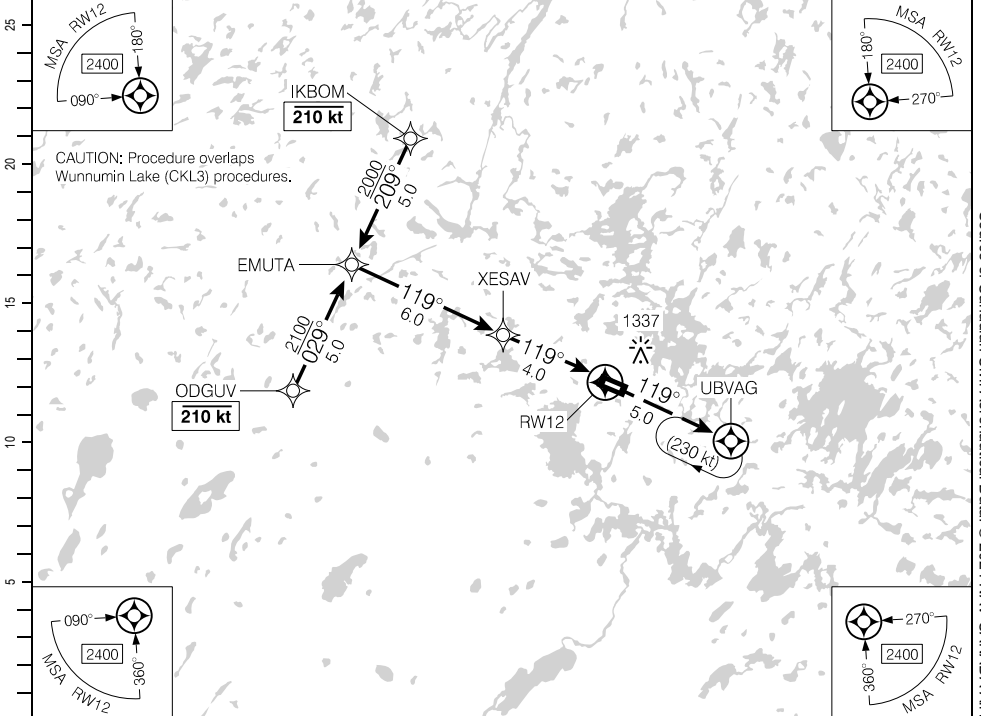 25
20
15
10
5
MSA RW12
180°
2400
090°
MSA RW12
180°
2400
270°
IKBOM
210 kt
CAUTION: Procedure overlaps
Wunnumin Lake (CKL3) procedures.
2000
209°
5.0
EMUTA
XESAV
119°
6.0
1337
2100
029°
5.0
119°
4.0
ODGUV
210 kt
UBVAG
119°
5.0
RW12
(230 kt)
090°
2400
360°
MSA RW12
270°
2400
360°
MSA RW12